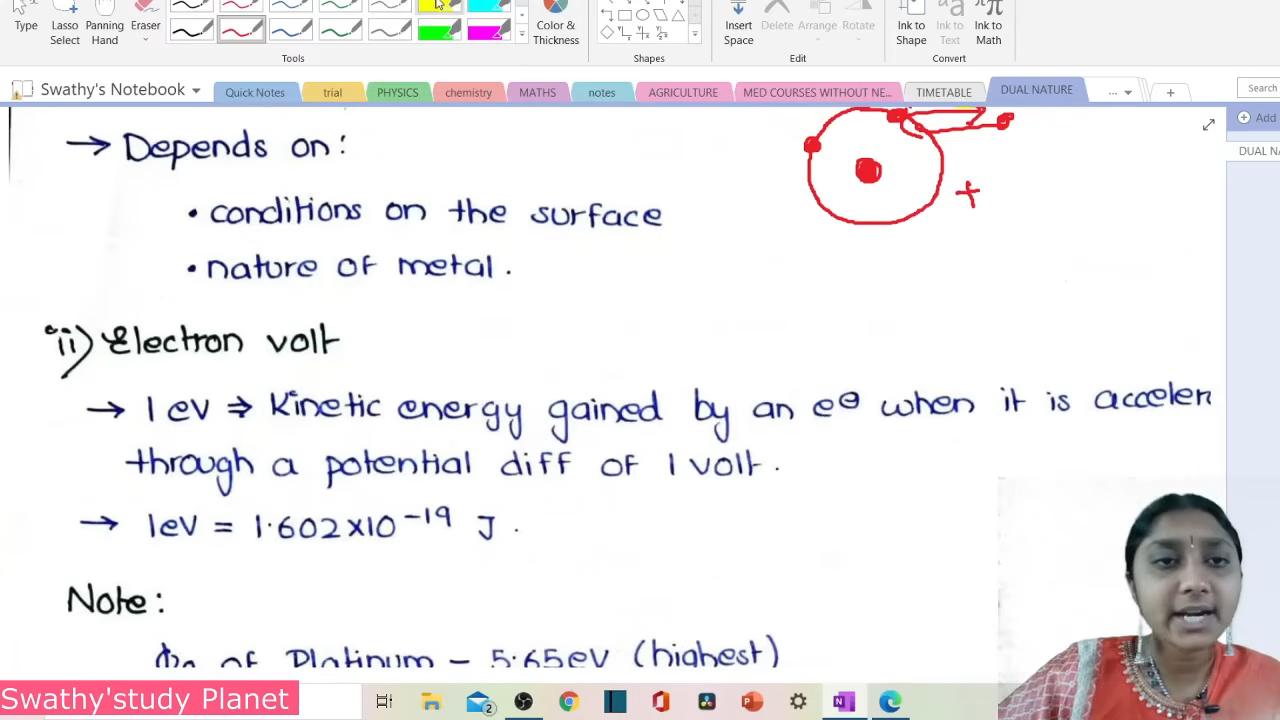 Type
Lasso Select
Panning Hand
Eraser
Color & Thickness
Insert Space
Delete
Arrange
Rotate
Ink to Shape
Ink to Text
Ink to Math
Tools
Shapes
Edit
Convert
Swathy's Notebook
Quick Notes
trial
PHYSICS
chemistry
MATHS
notes
AGRICULTURE
MED COURSES WITHOUT NE...
TIMETABLE
DUAL NATURE
...
Search
Add
DUAL NA
→ Depends on:
+
• conditions on the surface
• nature of metal.
ii) Electron volt
→ 1 eV ⇒ Kinetic energy gained by an e⊖ when it is acceler
through a potential diff of 1 volt.
→ 1eV = 1.602×10⁻¹⁹ J.
Note:
of Platinum - 5.65eV (highest)
Swathy'study Planet
2